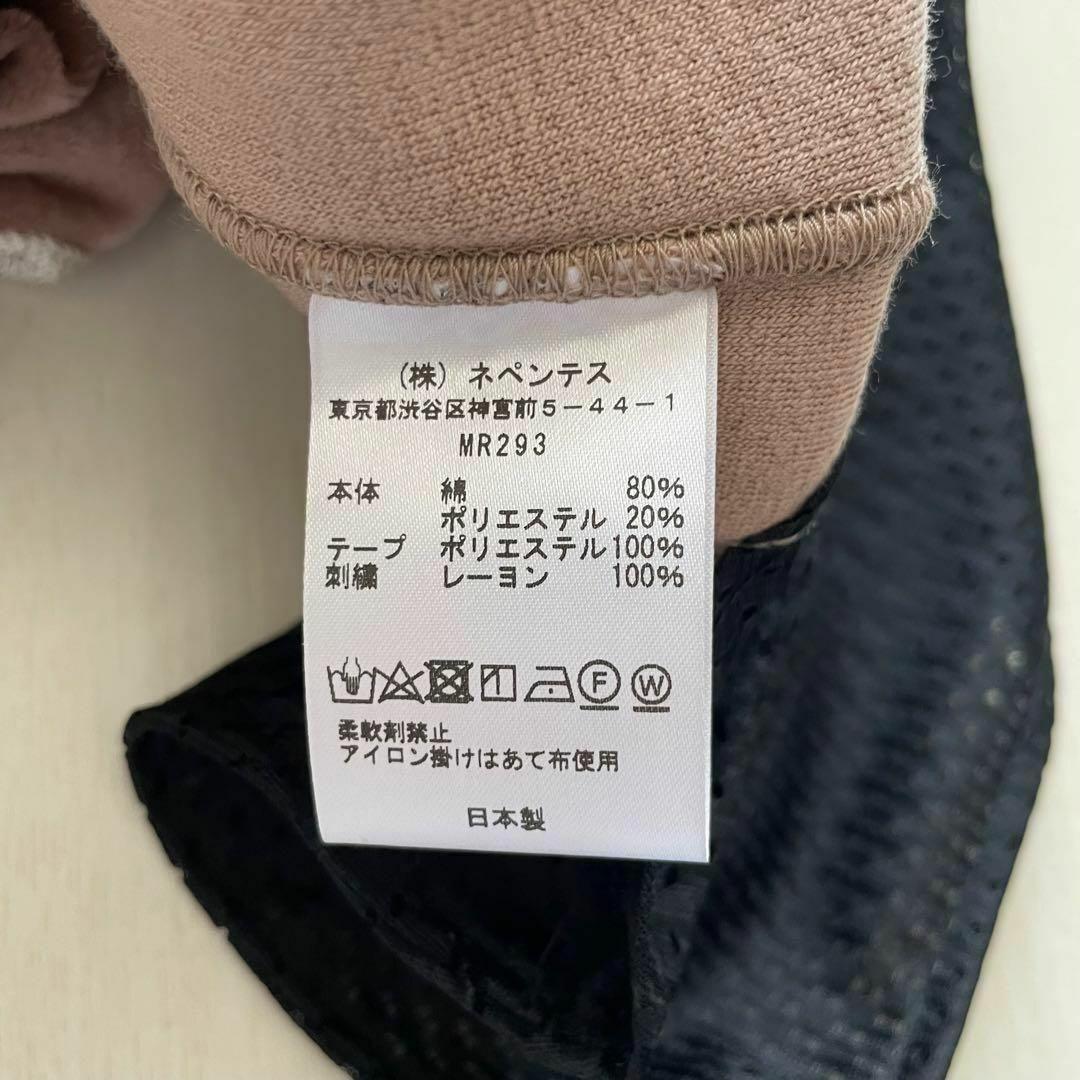 (株) ネペンテス
東京都渋谷区神宮前5-44-1
MR293
本体 綿 80%
ポリエステル 20%
テープ ポリエステル100%
刺繍 レーヨン 100%
F W
柔軟剤禁止
アイロン掛けはあて布使用
日本製